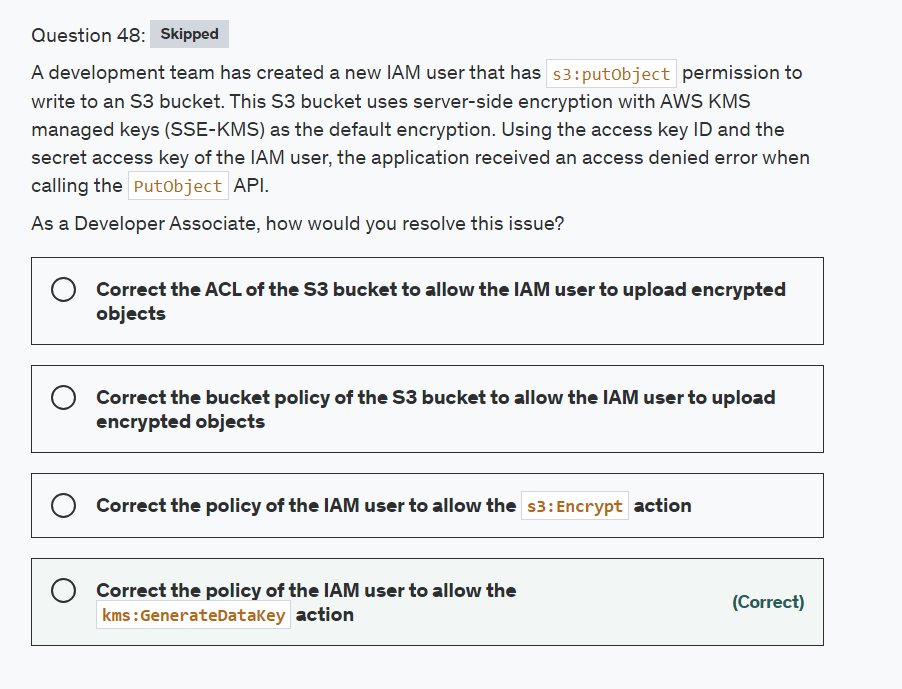 Question 48: Skipped
A development team has created a new IAM user that has s3:putObject permission to
write to an S3 bucket. This S3 bucket uses server-side encryption with AWS KMS
managed keys (SSE-KMS) as the default encryption. Using the access key ID and the
secret access key of the IAM user, the application received an access denied error when
calling the PutObject API.
As a Developer Associate, how would you resolve this issue?
Correct the ACL of the S3 bucket to allow the IAM user to upload encrypted
objects
Correct the bucket policy of the S3 bucket to allow the IAM user to upload
encrypted objects
Correct the policy of the IAM user to allow the s3:Encrypt action
Correct the policy of the IAM user to allow the
kms:GenerateDataKey action
(Correct)